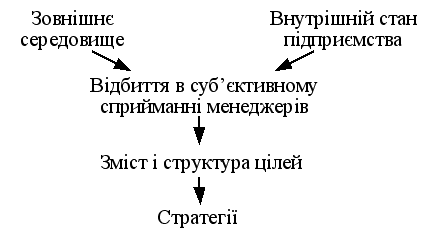 Зовнішнє
середовище
Внутрішній стан
підприємства
Відбиття в суб’єктивному
сприйманні менеджерів
Зміст і структура цілей
Стратегії